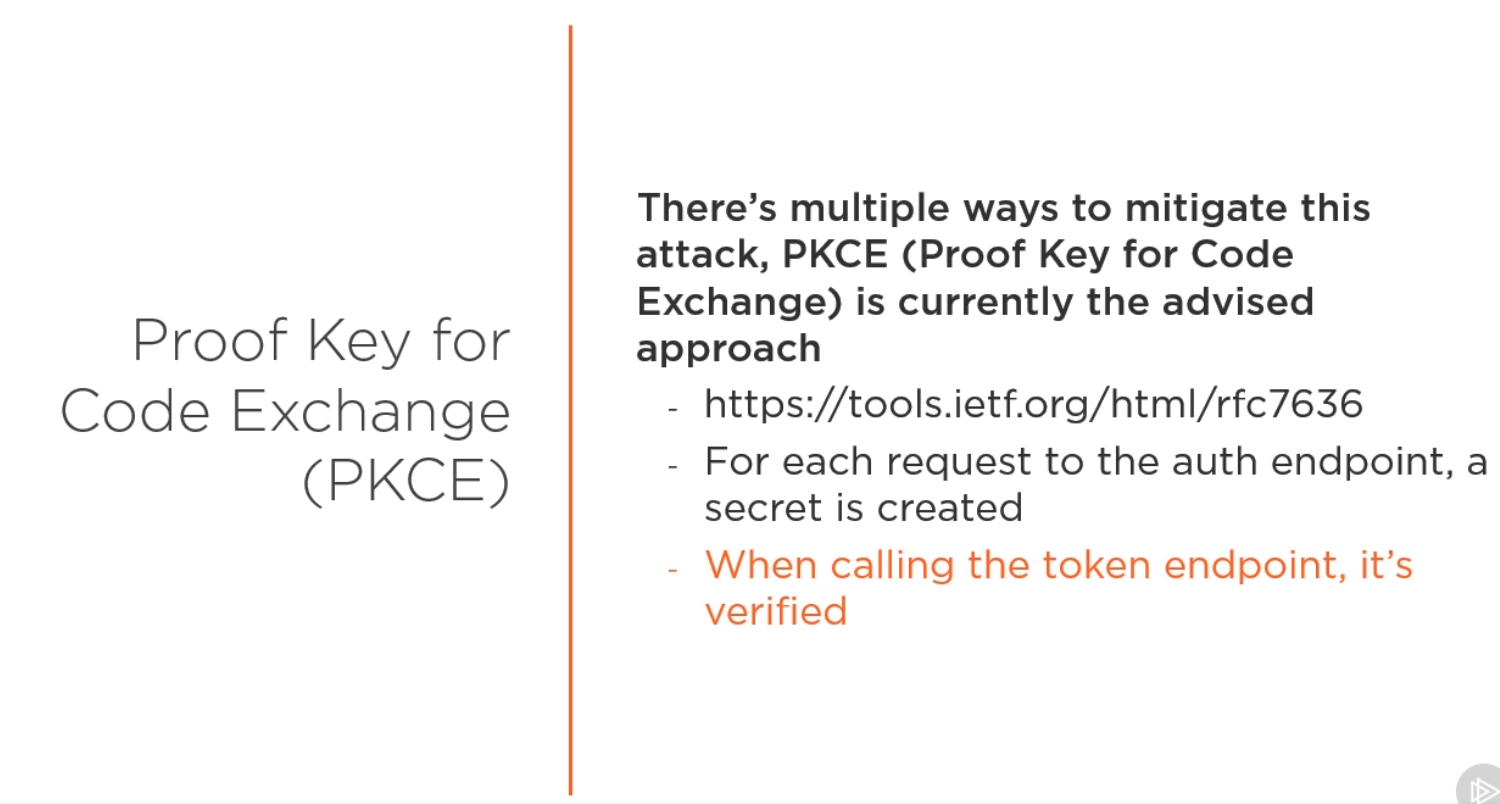 Proof Key for
Code Exchange
(PKCE)
There’s multiple ways to mitigate this
attack, PKCE (Proof Key for Code
Exchange) is currently the advised
approach
- https://tools.ietf.org/html/rfc7636
- For each request to the auth endpoint, a
secret is created
- When calling the token endpoint, it’s
verified